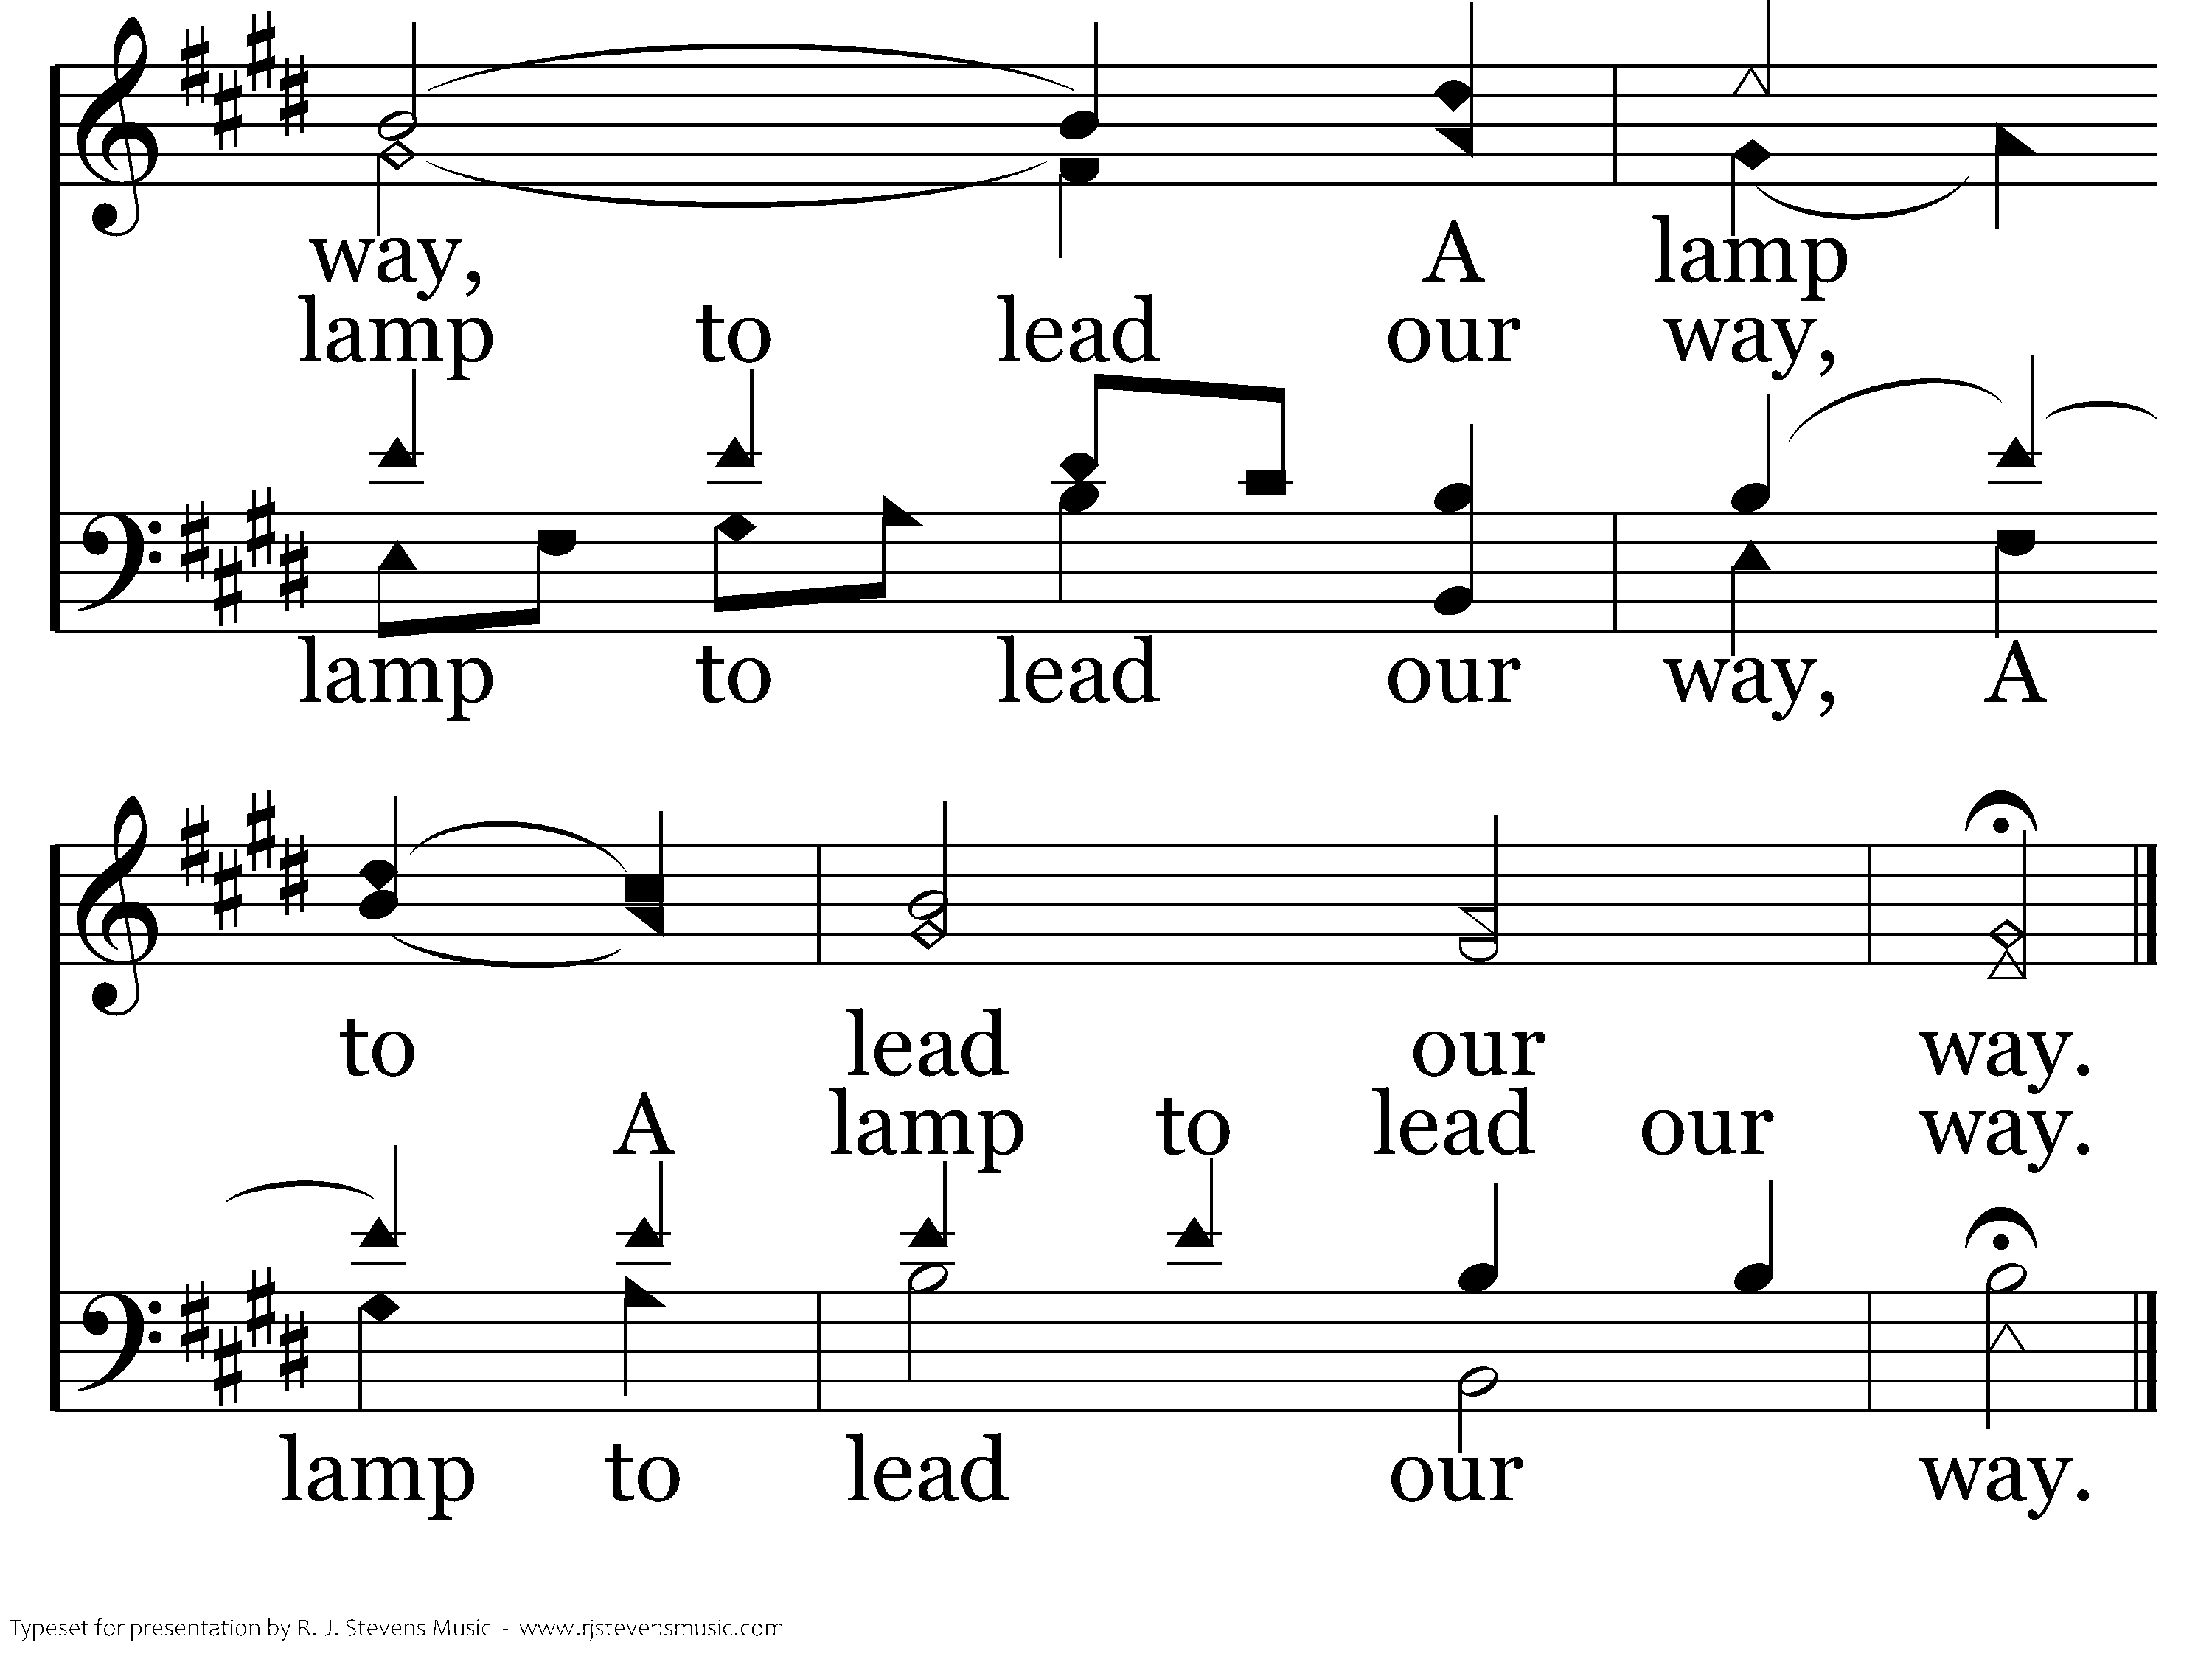 way, A lamp
lamp to lead our way,
lamp to lead our way, A
to lead our way.
A lamp to lead our way.
lamp to lead our way.
Typeset for presentation by R. J. Stevens Music - www.rjstevensmusic.com